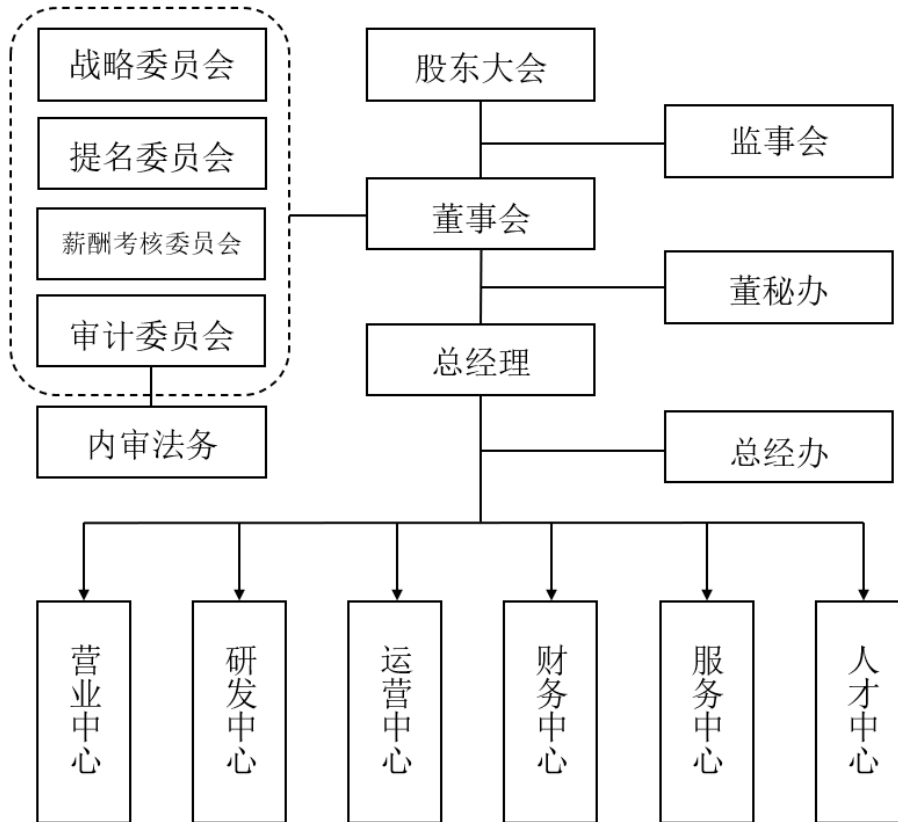 战略委员会
股东大会
提名委员会
监事会
董事会
薪酬考核委员会
董秘办
审计委员会
总经理
内审法务
总经办
营业中心
研发中心
运营中心
财务中心
服务中心
人才中心